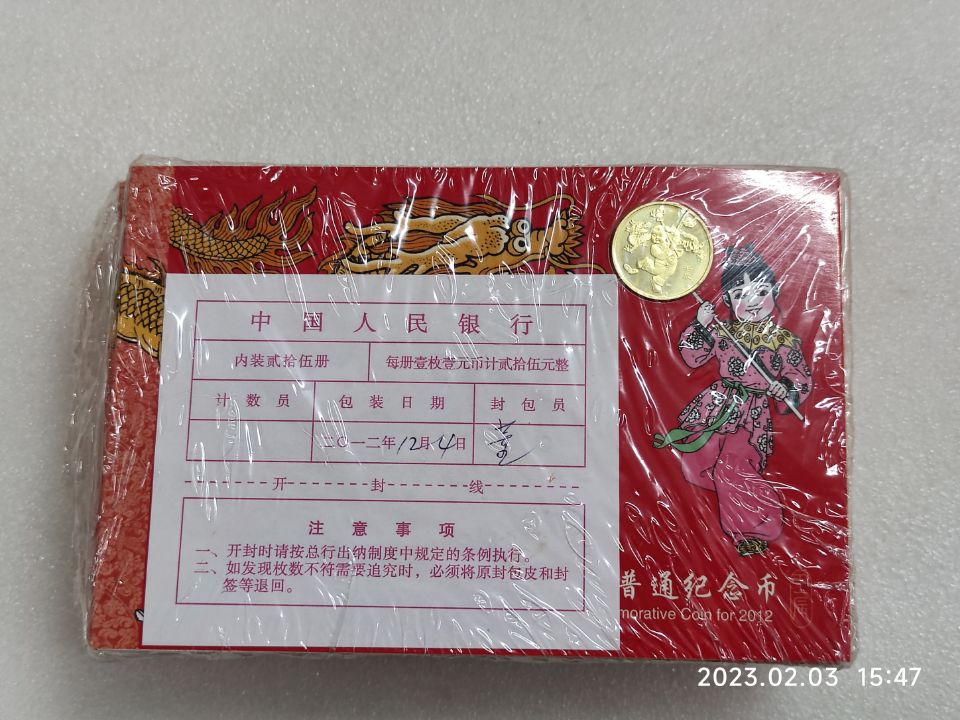 中国人民银行
内装贰拾伍册 每册壹枚壹元币计贰拾伍元整
计数员 包装日期 封包员
二〇一二年12月4日
开封线
注意事项
一、开封时请按总行出纳制度中规定的条例执行。
二、如发现枚数不符需要追究时，必须将原封包皮和封
签等退回。
普通纪念币
morative Coin for 2012
2023.02.03 15:47